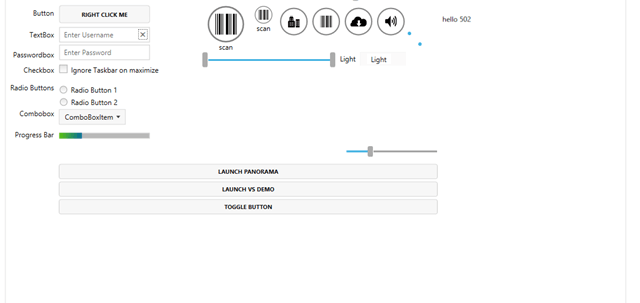 Button
RIGHT CLICK ME
TextBox
Enter Username
Passwordbox
Enter Password
Checkbox
Ignore Taskbar on maximize
Radio Buttons
Radio Button 1
Radio Button 2
Combobox
ComboBoxItem
Progress Bar
scan
scan
hello 502
Light
Light
LAUNCH PANORAMA
LAUNCH VS DEMO
TOGGLE BUTTON